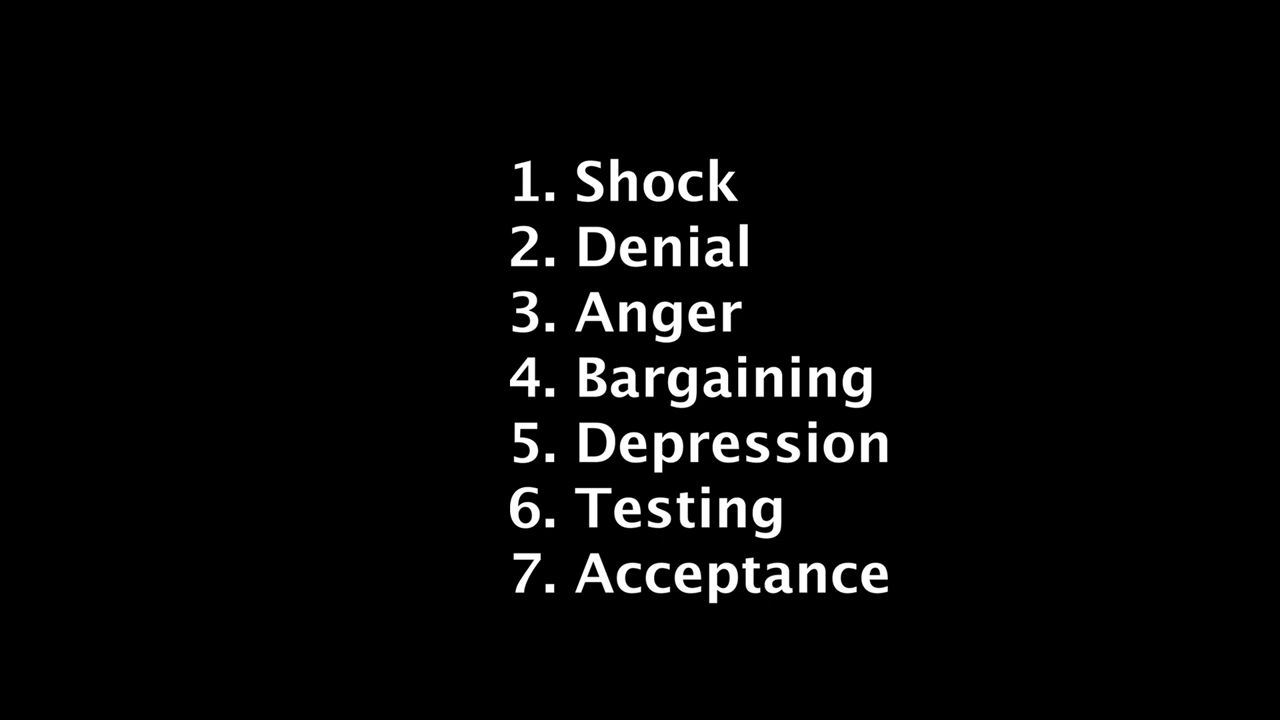 1. Shock
2. Denial
3. Anger
4. Bargaining
5. Depression
6. Testing
7. Acceptance